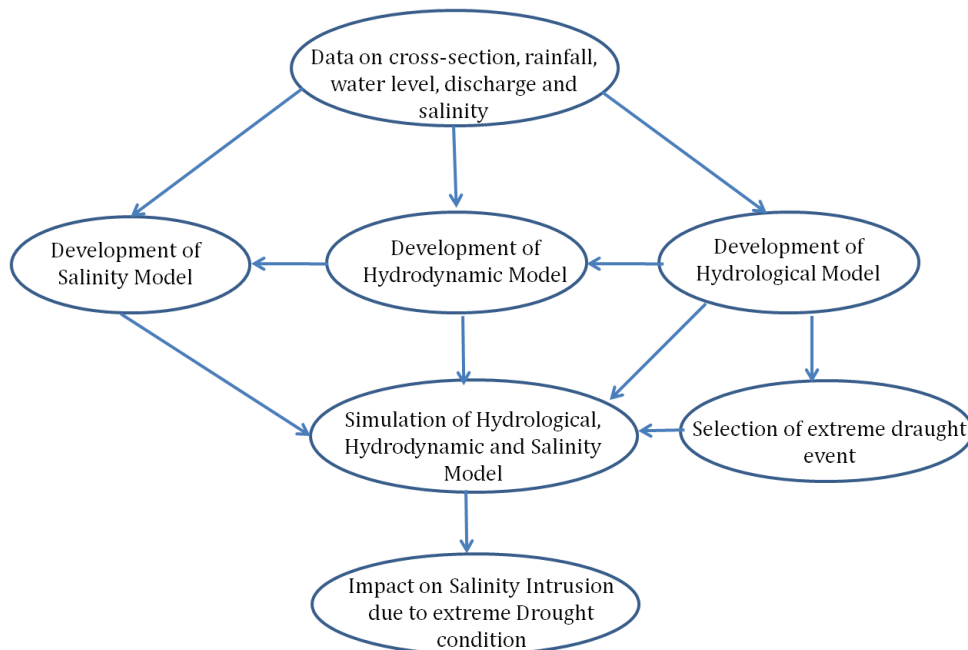 Data on cross-section, rainfall,
water level, discharge and
salinity
Development of
Salinity Model
Development of
Hydrodynamic Model
Development of
Hydrological Model
Simulation of Hydrological,
Hydrodynamic and Salinity
Model
Selection of extreme draught
event
Impact on Salinity Intrusion
due to extreme Drought
condition